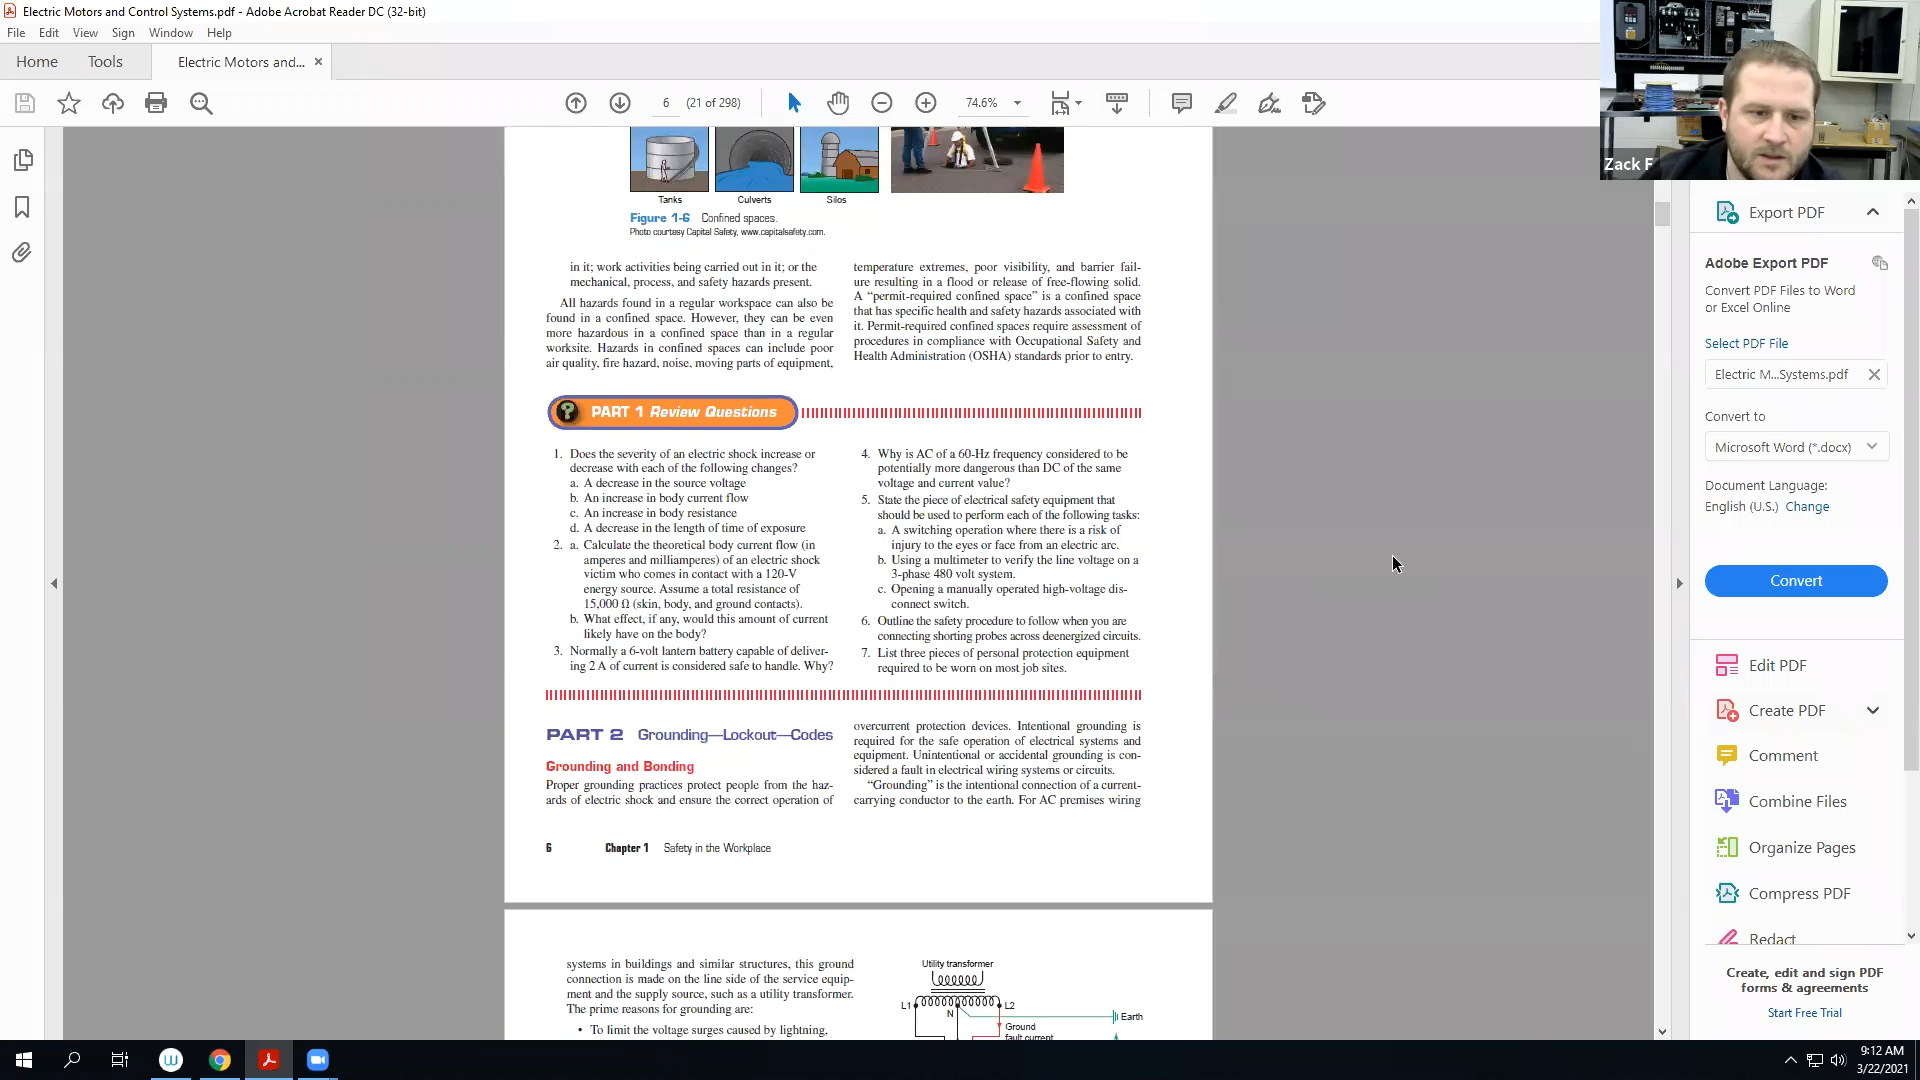 Electric Motors and Control Systems.pdf - Adobe Acrobat Reader DC (32-bit)
File Edit View Sign Window Help
Home Tools Electric Motors and... ×
6 (21 of 298) 74.6%
Zack F
Tanks Culverts Silos
Figure 1-6 Confined spaces.
Photo courtesy Capital Safety, www.capitalsafety.com.
in it; work activities being carried out in it; or the
mechanical, process, and safety hazards present.
All hazards found in a regular workspace can also be
found in a confined space. However, they can be even
more hazardous in a confined space than in a regular
worksite. Hazards in confined spaces can include poor
air quality, fire hazard, noise, moving parts of equipment,
temperature extremes, poor visibility, and barrier fail-
ure resulting in a flood or release of free-flowing solid.
A “permit-required confined space” is a confined space
that has specific health and safety hazards associated with
it. Permit-required confined spaces require assessment of
procedures in compliance with Occupational Safety and
Health Administration (OSHA) standards prior to entry.
? PART 1 Review Questions
1. Does the severity of an electric shock increase or
decrease with each of the following changes?
a. A decrease in the source voltage
b. An increase in body current flow
c. An increase in body resistance
d. A decrease in the length of time of exposure
2. a. Calculate the theoretical body current flow (in
amperes and milliamperes) of an electric shock
victim who comes in contact with a 120-V
energy source. Assume a total resistance of
15,000 Ω (skin, body, and ground contacts).
b. What effect, if any, would this amount of current
likely have on the body?
3. Normally a 6-volt lantern battery capable of deliver-
ing 2 A of current is considered safe to handle. Why?
4. Why is AC of a 60-Hz frequency considered to be
potentially more dangerous than DC of the same
voltage and current value?
5. State the piece of electrical safety equipment that
should be used to perform each of the following tasks:
a. A switching operation where there is a risk of
injury to the eyes or face from an electric arc.
b. Using a multimeter to verify the line voltage on a
3-phase 480 volt system.
c. Opening a manually operated high-voltage dis-
connect switch.
6. Outline the safety procedure to follow when you are
connecting shorting probes across deenergized circuits.
7. List three pieces of personal protection equipment
required to be worn on most job sites.
PART 2 Grounding—Lockout—Codes
Grounding and Bonding
Proper grounding practices protect people from the haz-
ards of electric shock and ensure the correct operation of
overcurrent protection devices. Intentional grounding is
required for the safe operation of electrical systems and
equipment. Unintentional or accidental grounding is con-
sidered a fault in electrical wiring systems or circuits.
“Grounding” is the intentional connection of a current-
carrying conductor to the earth. For AC premises wiring
6 Chapter 1 Safety in the Workplace
systems in buildings and similar structures, this ground
connection is made on the line side of the service equip-
ment and the supply source, such as a utility transformer.
The prime reasons for grounding are:
• To limit the voltage surges caused by lightning,
Utility transformer
L1 N L2
Earth
Ground
fault current
Export PDF
Adobe Export PDF
Convert PDF Files to Word
or Excel Online
Select PDF File
Electric M...Systems.pdf
Convert to
Microsoft Word (*.docx)
Document Language:
English (U.S.) Change
Convert
Edit PDF
Create PDF
Comment
Combine Files
Organize Pages
Compress PDF
Redact
Create, edit and sign PDF
forms & agreements
Start Free Trial
9:12 AM
3/22/2021